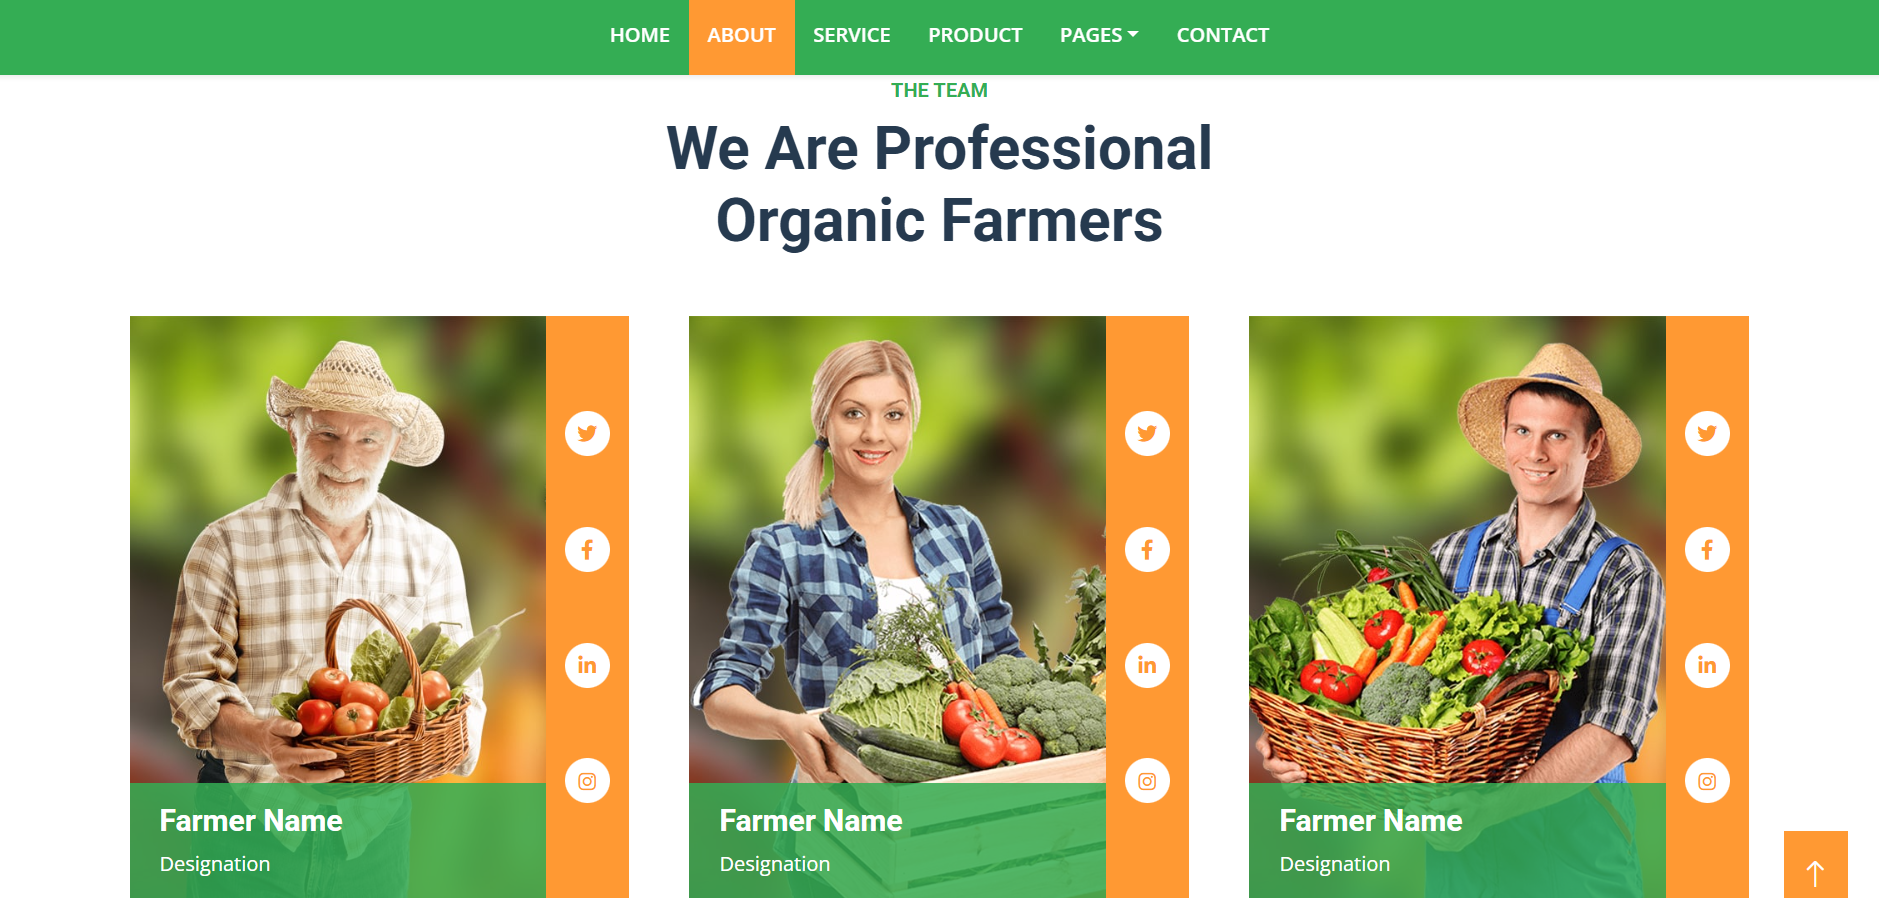 HOME ABOUT SERVICE PRODUCT PAGES CONTACT
THE TEAM
We Are Professional
Organic Farmers
Farmer Name
Designation
Farmer Name
Designation
Farmer Name
Designation